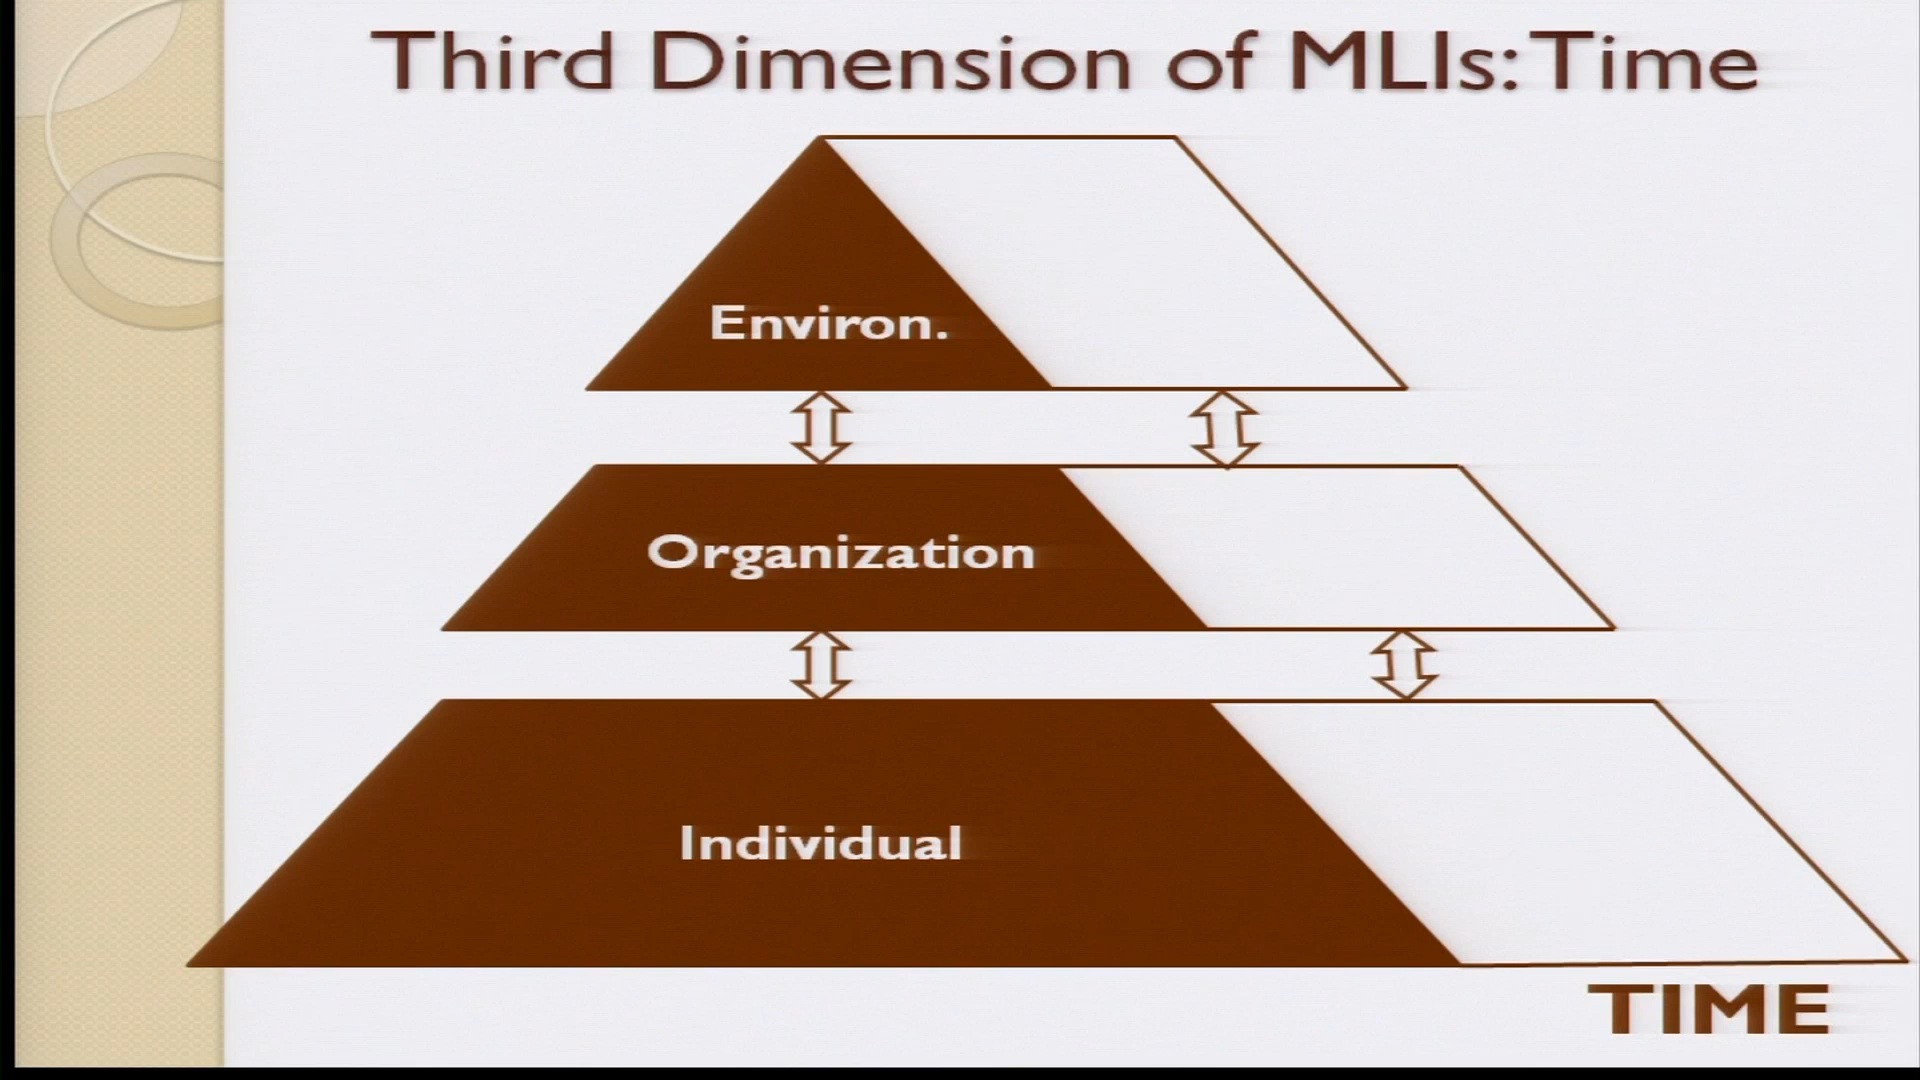 Third Dimension of MLIs: Time
Environ.
Organization
Individual
TIME